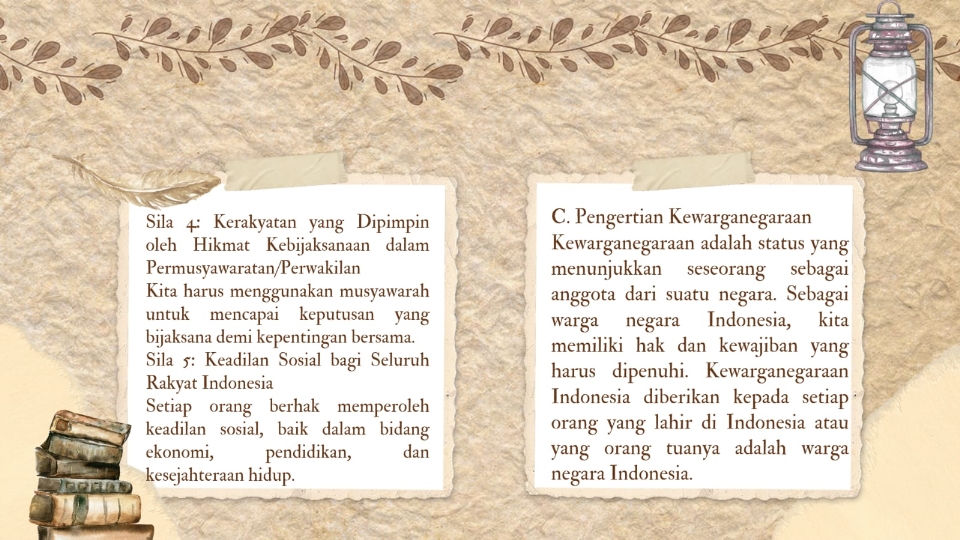 Sila 4: Kerakyatan yang Dipimpin
oleh Hikmat Kebijaksanaan dalam
Permusyawaratan/Perwakilan
Kita harus menggunakan musyawarah
untuk mencapai keputusan yang
bijaksana demi kepentingan bersama.
Sila 5: Keadilan Sosial bagi Seluruh
Rakyat Indonesia
Setiap orang berhak memperoleh
keadilan sosial, baik dalam bidang
ekonomi, pendidikan, dan
kesejahteraan hidup.
C. Pengertian Kewarganegaraan
Kewarganegaraan adalah status yang
menunjukkan seseorang sebagai
anggota dari suatu negara. Sebagai
warga negara Indonesia, kita
memiliki hak dan kewajiban yang
harus dipenuhi. Kewarganegaraan
Indonesia diberikan kepada setiap
orang yang lahir di Indonesia atau
yang orang tuanya adalah warga
negara Indonesia.